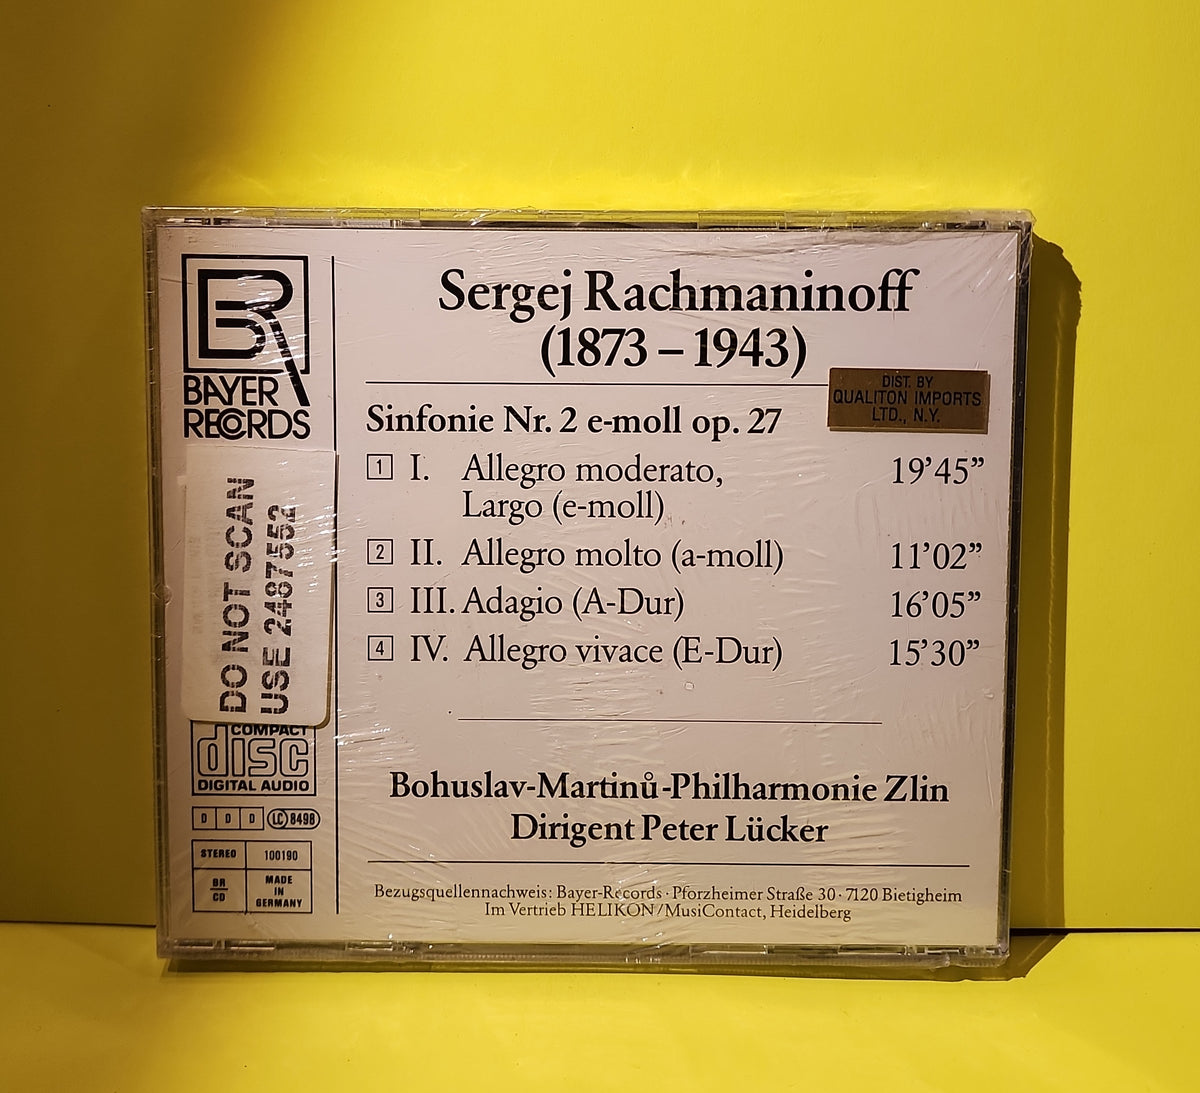 BR
BAYER
RECORDS
Sergej Rachmaninoff
(1873 – 1943)
DIST. BY
QUALITON IMPORTS
LTD., N.Y.
Sinfonie Nr. 2 e-moll op. 27
1 I. Allegro moderato, 19’45”
Largo (e-moll)
2 II. Allegro molto (a-moll) 11’02”
3 III. Adagio (A-Dur) 16’05”
4 IV. Allegro vivace (E-Dur) 15’30”
DO NOT SCAN
USE 2487552
COMPACT
disc
DIGITAL AUDIO
D D D LC 8498
STEREO 100190
BR
CD
MADE
IN
GERMANY
Bohuslav-Martinů-Philharmonie Zlin
Dirigent Peter Lücker
Bezugsquellennachweis: Bayer-Records · Pforzheimer Straße 30 · 7120 Bietigheim
Im Vertrieb HELIKON/MusiContact, Heidelberg